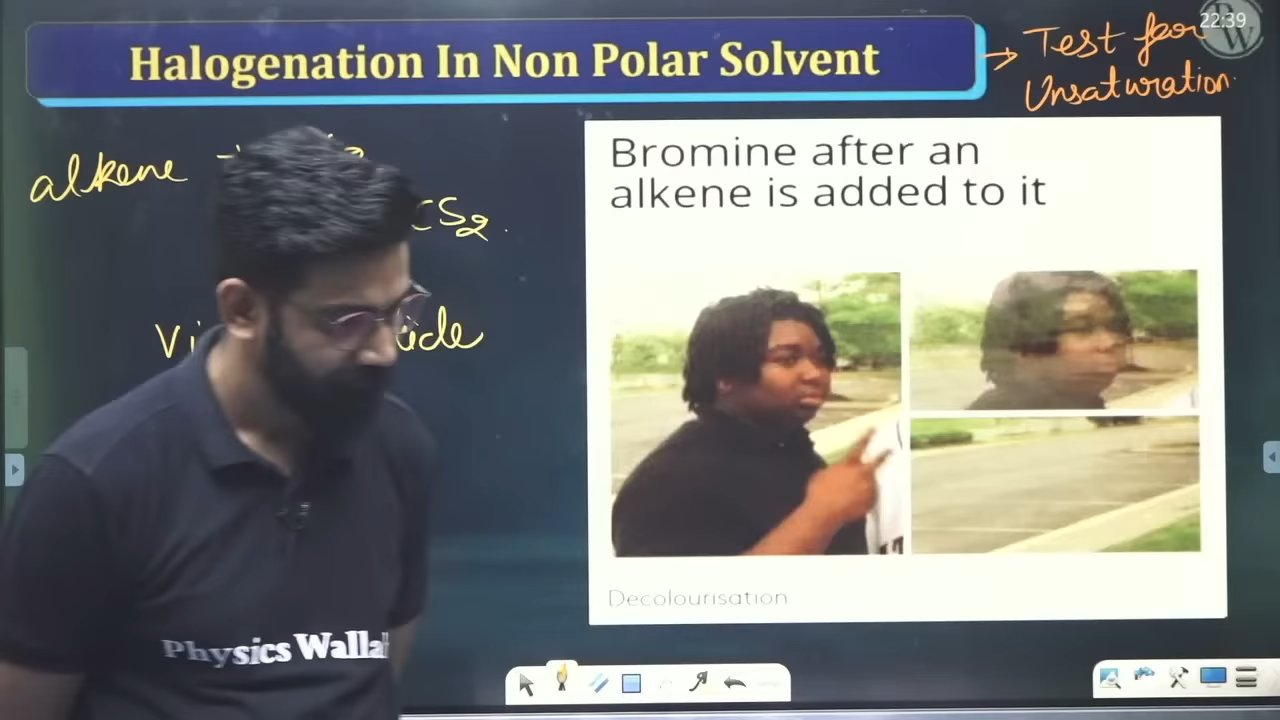 22:39
Halogenation In Non Polar Solvent
→ Test for
Unsaturation.
alkene
CS2.
Bromine after an
alkene is added to it
Decolourisation
Physics Walla